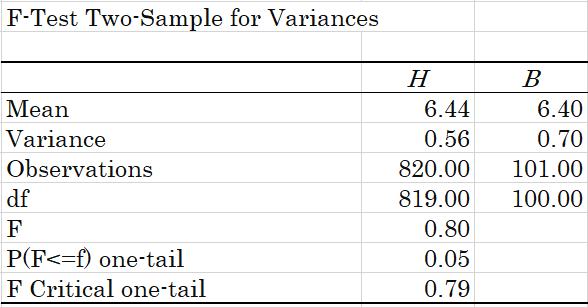 F-Test Two-Sample for Variances
H B
Mean 6.44 6.40
Variance 0.56 0.70
Observations 820.00 101.00
df 819.00 100.00
F 0.80
P(F<=f) one-tail 0.05
F Critical one-tail 0.79